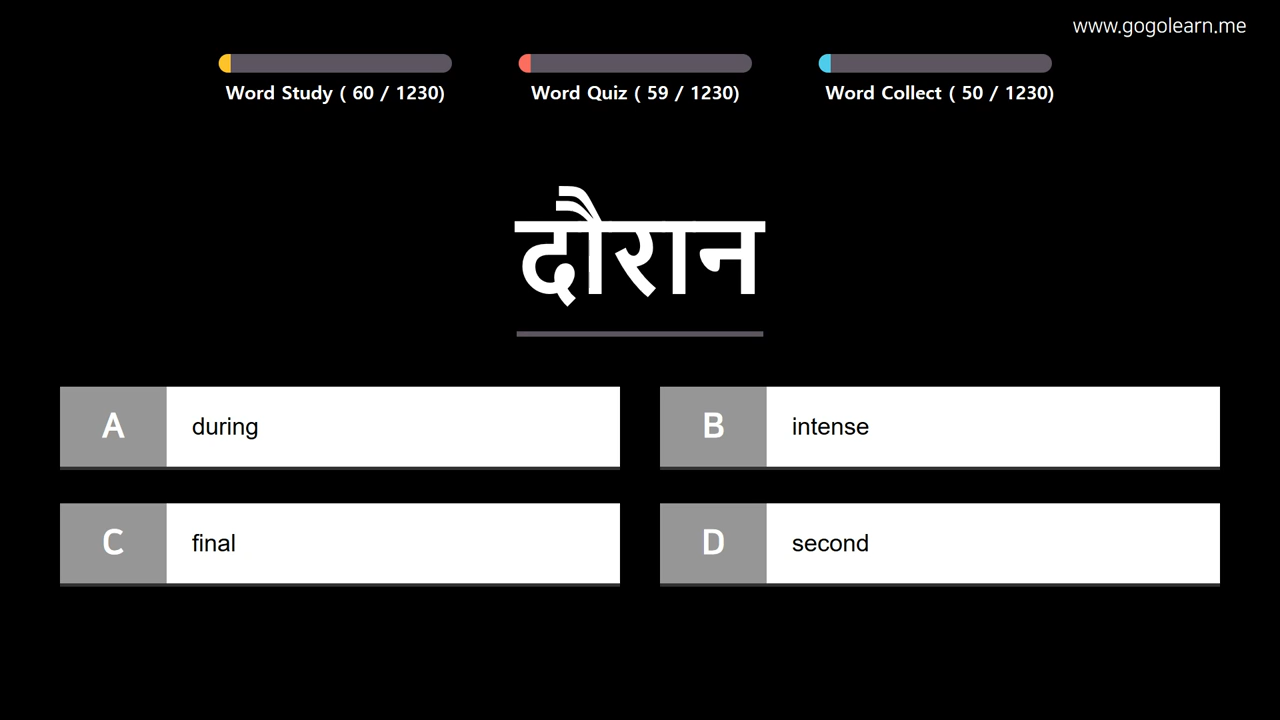 www.gogolearn.me
Word Study ( 60 / 1230)
Word Quiz ( 59 / 1230)
Word Collect ( 50 / 1230)
दौरान
A during
B intense
C final
D second